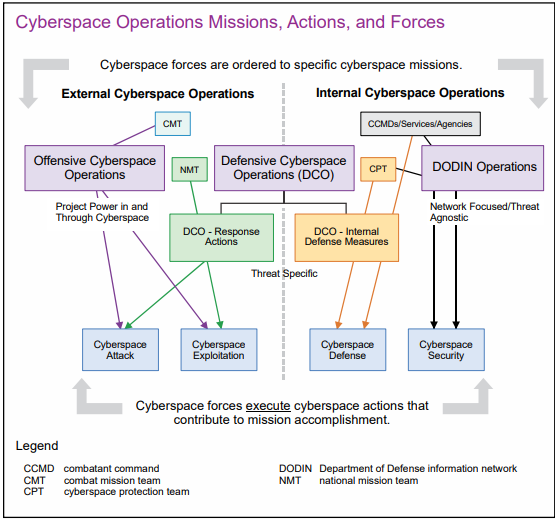 Cyberspace Operations Missions, Actions, and Forces
Cyberspace forces are ordered to specific cyberspace missions.
External Cyberspace Operations
Internal Cyberspace Operations
CMT
CCMDs/Services/Agencies
Offensive Cyberspace
Operations
NMT
Defensive Cyberspace
Operations (DCO)
CPT
DODIN Operations
Project Power in and
Through Cyberspace
Network Focused/Threat
Agnostic
DCO - Response
Actions
DCO - Internal
Defense Measures
Threat Specific
Cyberspace
Attack
Cyberspace
Exploitation
Cyberspace
Defense
Cyberspace
Security
Cyberspace forces execute cyberspace actions that
contribute to mission accomplishment.
Legend
CCMD combatant command
CMT combat mission team
CPT cyberspace protection team
DODIN Department of Defense information network
NMT national mission team